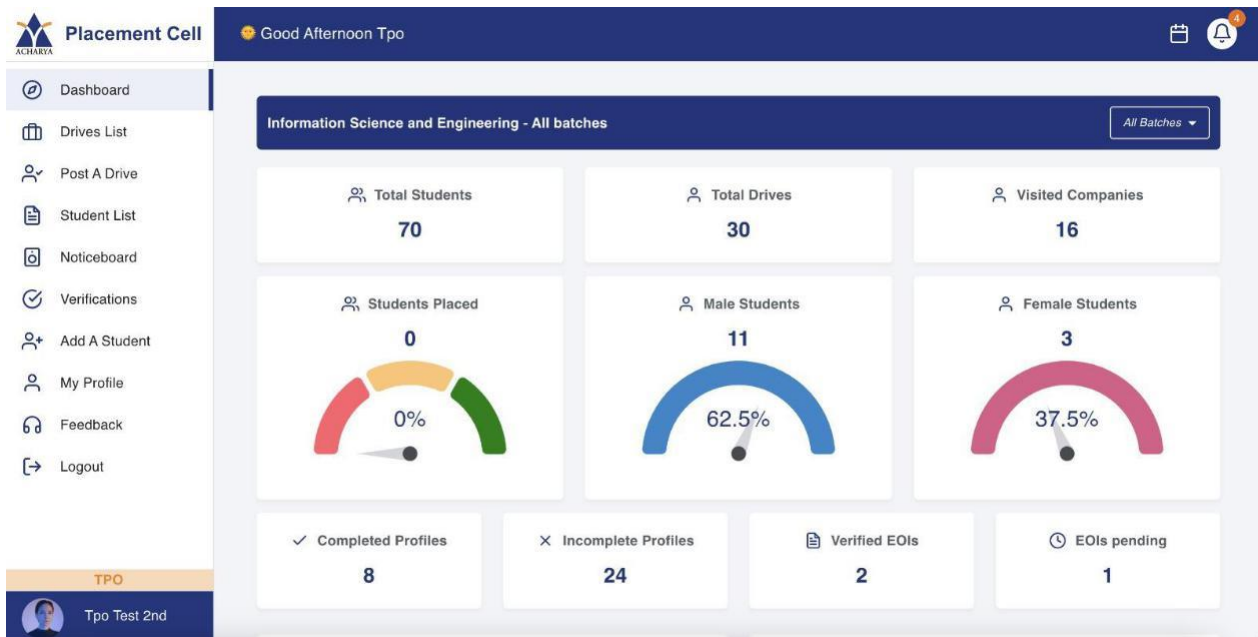 ACHARYA
Placement Cell
Dashboard
Drives List
Post A Drive
Student List
Noticeboard
Verifications
Add A Student
My Profile
Feedback
Logout
TPO
Tpo Test 2nd
Good Afternoon Tpo
4
Information Science and Engineering - All batches
All Batches
Total Students
70
Total Drives
30
Visited Companies
16
Students Placed
0
0%
Male Students
11
62.5%
Female Students
3
37.5%
Completed Profiles
8
Incomplete Profiles
24
Verified EOIs
2
EOIs pending
1